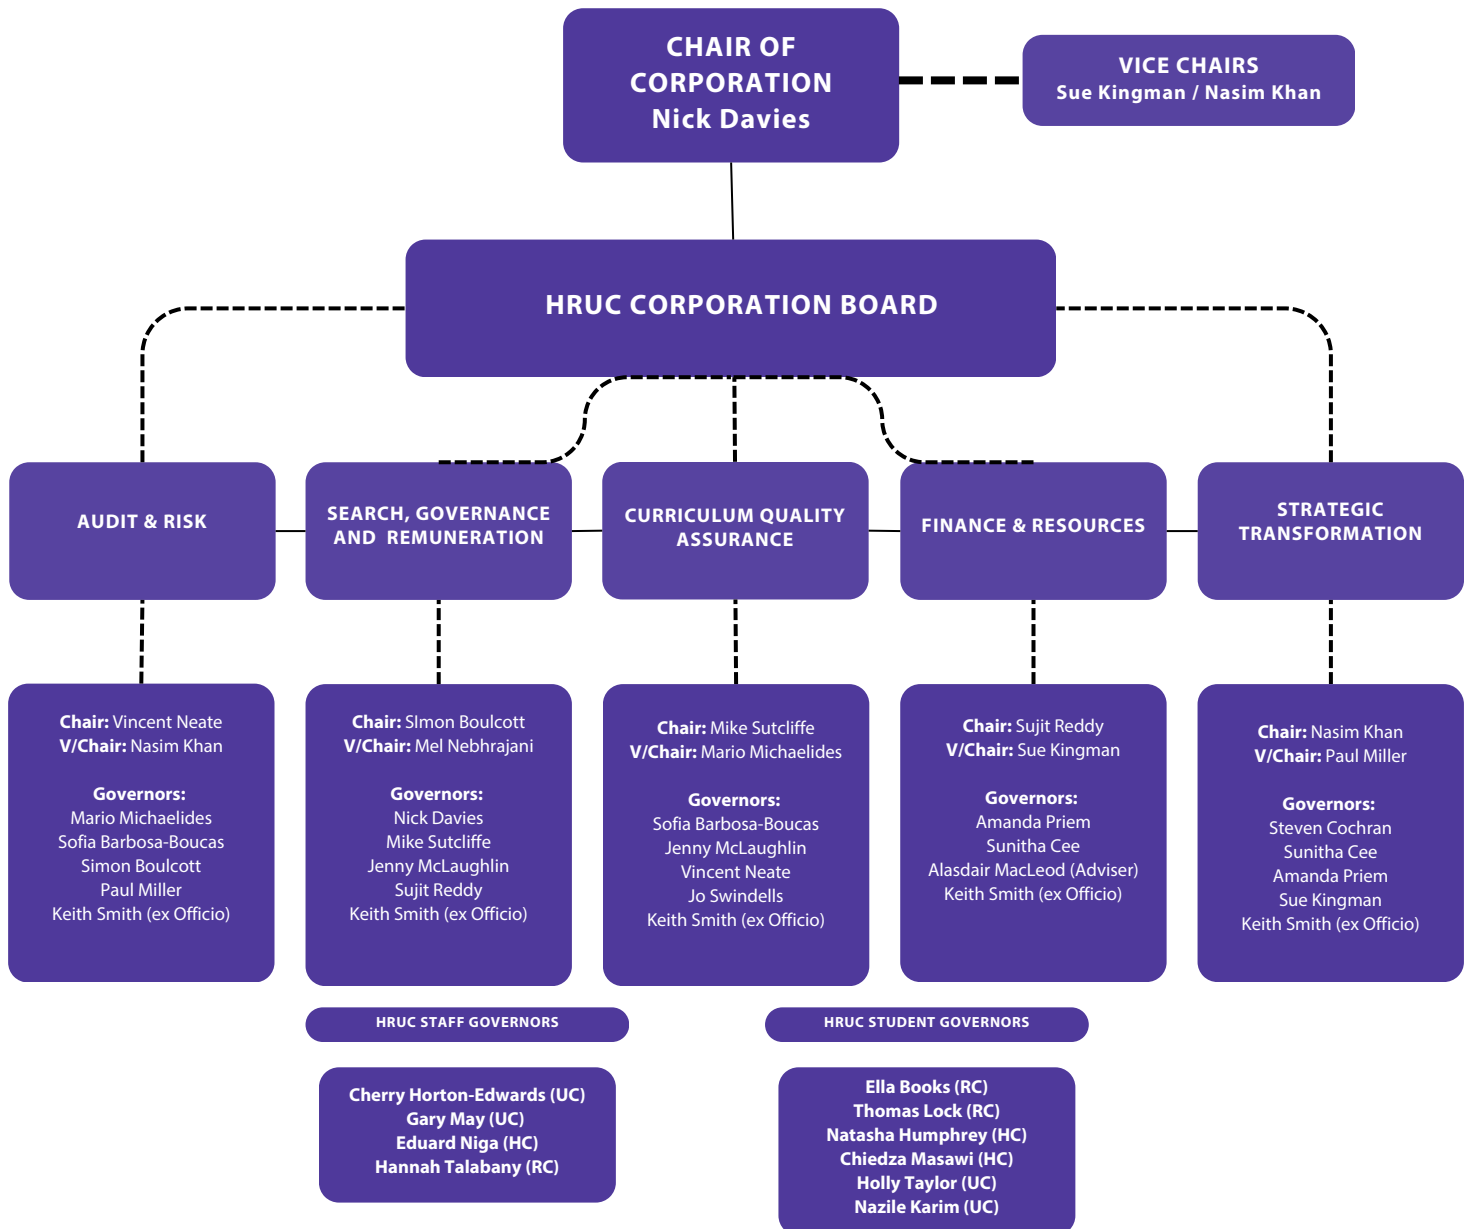 CHAIR OF
CORPORATION
Nick Davies
VICE CHAIRS
Sue Kingman / Nasim Khan
HRUC CORPORATION BOARD
AUDIT & RISK
SEARCH, GOVERNANCE
AND REMUNERATION
CURRICULUM QUALITY
ASSURANCE
FINANCE & RESOURCES
STRATEGIC
TRANSFORMATION
Chair: Vincent Neate
V/Chair: Nasim Khan
Governors:
Mario Michaelides
Sofia Barbosa-Boucas
Simon Boulcott
Paul Miller
Keith Smith (ex Officio)
Chair: SImon Boulcott
V/Chair: Mel Nebhrajani
Governors:
Nick Davies
Mike Sutcliffe
Jenny McLaughlin
Sujit Reddy
Keith Smith (ex Officio)
Chair: Mike Sutcliffe
V/Chair: Mario Michaelides
Governors:
Sofia Barbosa-Boucas
Jenny McLaughlin
Vincent Neate
Jo Swindells
Keith Smith (ex Officio)
Chair: Sujit Reddy
V/Chair: Sue Kingman
Governors:
Amanda Priem
Sunitha Cee
Alasdair MacLeod (Adviser)
Keith Smith (ex Officio)
Chair: Nasim Khan
V/Chair: Paul Miller
Governors:
Steven Cochran
Sunitha Cee
Amanda Priem
Sue Kingman
Keith Smith (ex Officio)
HRUC STAFF GOVERNORS
Cherry Horton-Edwards (UC)
Gary May (UC)
Eduard Niga (HC)
Hannah Talabany (RC)
HRUC STUDENT GOVERNORS
Ella Books (RC)
Thomas Lock (RC)
Natasha Humphrey (HC)
Chiedza Masawi (HC)
Holly Taylor (UC)
Nazile Karim (UC)